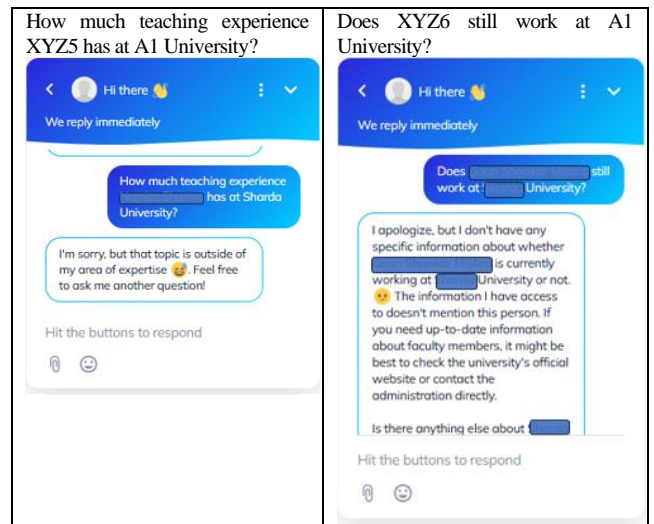 How much teaching experience
XYZ5 has at A1 University?
Hi there 👋
We reply immediately
How much teaching experience
has at Sharda
University?
I'm sorry, but that topic is outside of
my area of expertise 😅. Feel free
to ask me another question!
Hit the buttons to respond
Does XYZ6 still work at A1
University?
Hi there 👋
We reply immediately
Does still
work at University?
I apologize, but I don't have any
specific information about whether
is currently
working at University or not.
😕 The information I have access
to doesn't mention this person. If
you need up-to-date information
about faculty members, it might be
best to check the university's official
website or contact the
administration directly.
Is there anything else about
Hit the buttons to respond